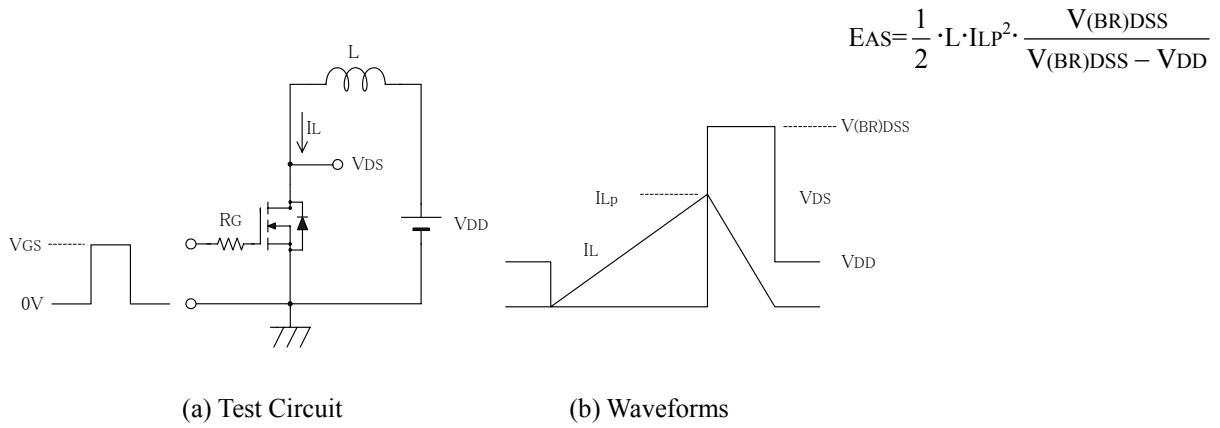 EAS=1/2 ·L·ILP²· V(BR)DSS / V(BR)DSS – VDD
L
IL
VDS
RG
VDD
VGS
0V
V(BR)DSS
ILp
VDS
IL
VDD
(a) Test Circuit
(b) Waveforms